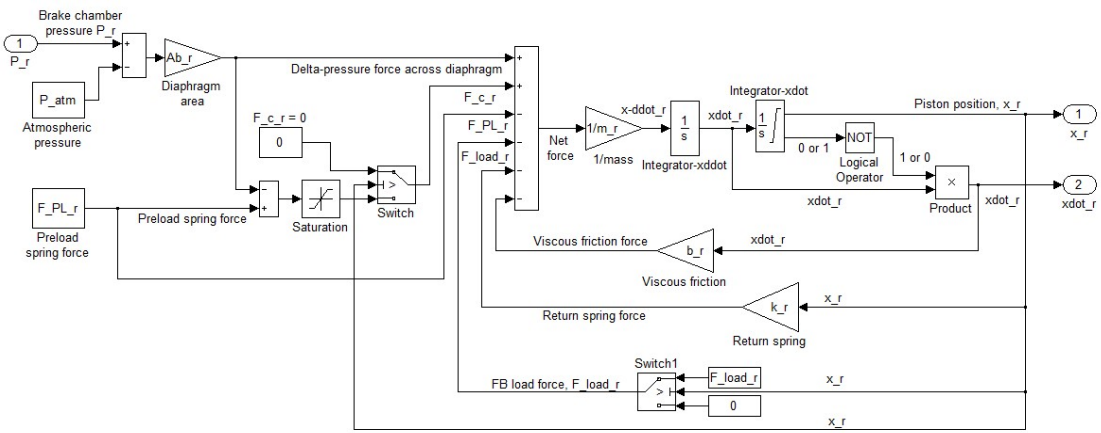 Brake chamber
pressure P_r
1
P_r
+
−
Ab_r
Diaphragm
area
P_atm
Atmospheric
pressure
F_c_r = 0
0
F_PL_r
Preload
spring force
Preload spring force
−
+
Saturation
>
Switch
Delta-pressure force across diaphragm
F_c_r
F_PL_r
F_load_r
+
+
−
−
−
−
Net
force
1/m_r
1/mass
x-ddot_r
1
s
Integrator-xddot
xdot_r
Integrator-xdot
1
s
0 or 1
NOT
Logical
Operator
1 or 0
×
Product
xdot_r
Piston position, x_r
1
x_r
2
xdot_r
xdot_r
Viscous friction force
b_r
Viscous friction
xdot_r
Return spring force
k_r
Return spring
x_r
Switch1
FB load force, F_load_r
>
F_load_r
0
x_r
x_r